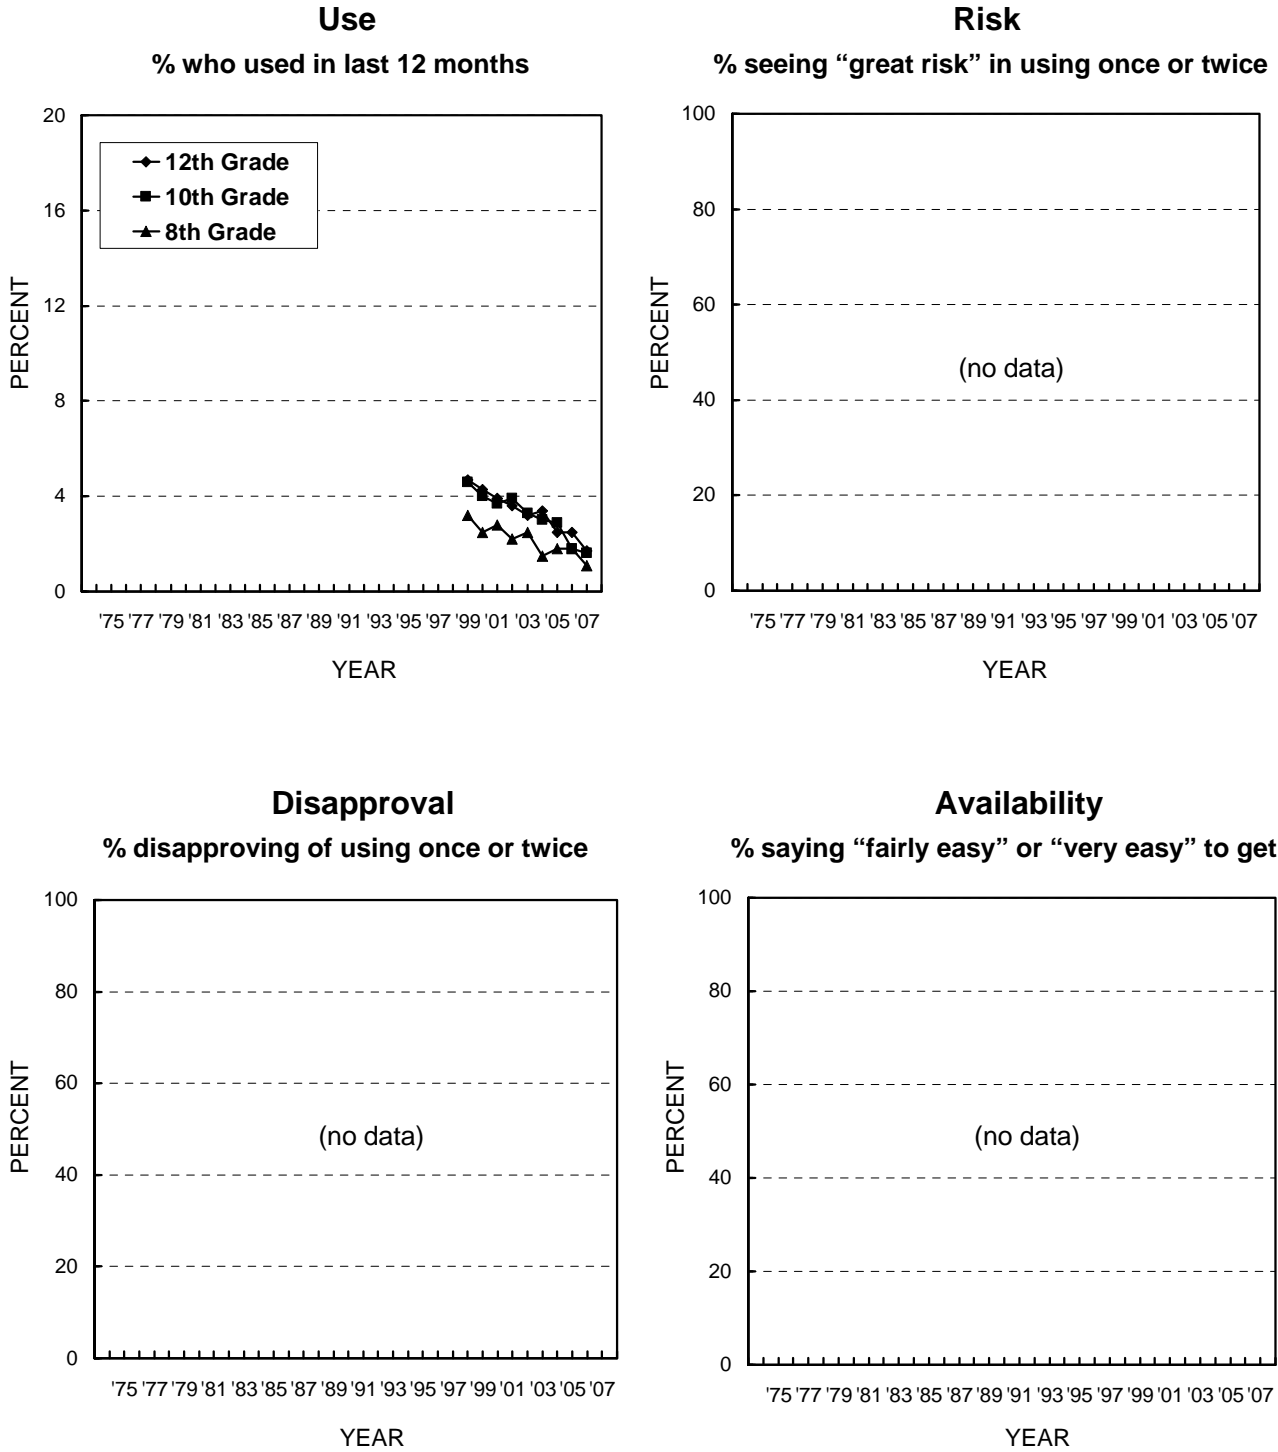 Use
% who used in last 12 months
20
16
12
8
4
0
PERCENT
12th Grade
10th Grade
8th Grade
'75 '77 '79 '81 '83 '85 '87 '89 '91 '93 '95 '97 '99 '01 '03 '05 '07
YEAR
Risk
% seeing “great risk” in using once or twice
100
80
60
40
20
0
PERCENT
(no data)
'75 '77 '79 '81 '83 '85 '87 '89 '91 '93 '95 '97 '99 '01 '03 '05 '07
YEAR
Disapproval
% disapproving of using once or twice
100
80
60
40
20
0
PERCENT
(no data)
'75 '77 '79 '81 '83 '85 '87 '89 '91 '93 '95 '97 '99 '01 '03 '05 '07
YEAR
Availability
% saying “fairly easy” or “very easy” to get
100
80
60
40
20
0
PERCENT
(no data)
'75 '77 '79 '81 '83 '85 '87 '89 '91 '93 '95 '97 '99 '01 '03 '05 '07
YEAR